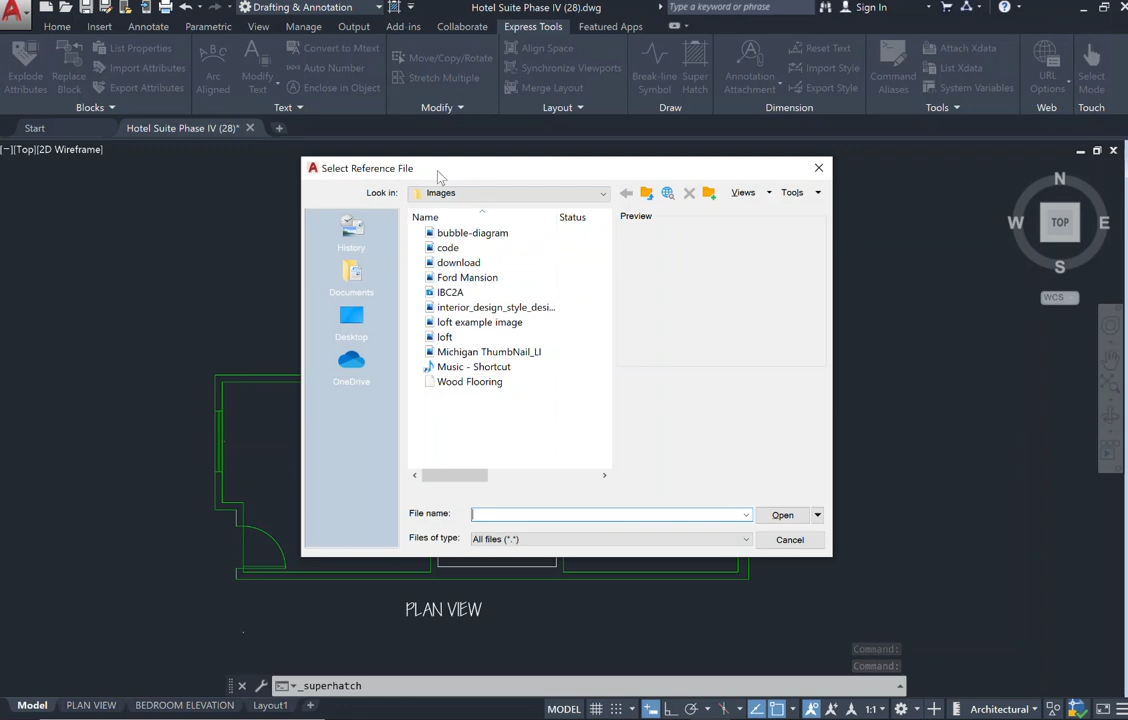 Drafting & Annotation
Hotel Suite Phase IV (28).dwg
Type a keyword or phrase
Sign In
Home Insert Annotate Parametric View Manage Output Add-ins Collaborate Express Tools Featured Apps
Explode Attributes
Replace Block
List Properties
Import Attributes
Export Attributes
Blocks
Arc Aligned
Modify Text
Convert to Mtext
Auto Number
Enclose in Object
Text
Move/Copy/Rotate
Stretch Multiple
Modify
Align Space
Synchronize Viewports
Merge Layout
Layout
Break-line Symbol
Super Hatch
Draw
Annotation Attachment
Reset Text
Import Style
Export Style
Dimension
Command Aliases
Attach Xdata
List Xdata
System Variables
Tools
URL Options
Web
Select Mode
Touch
Start
Hotel Suite Phase IV (28)*
[−][Top][2D Wireframe]
A Select Reference File
Look in: Images
Views Tools
Name Status
Preview
bubble-diagram
code
download
Ford Mansion
IBC2A
interior_design_style_desi...
loft example image
loft
Michigan ThumbNail_LI
Music - Shortcut
Wood Flooring
History
Documents
Desktop
OneDrive
File name:
Open
Files of type: All files (*.*)
Cancel
N
W TOP E
S
WCS
PLAN VIEW
Command:
Command:
_superhatch
Model PLAN VIEW BEDROOM ELEVATION Layout1 +
MODEL 1:1 Architectural